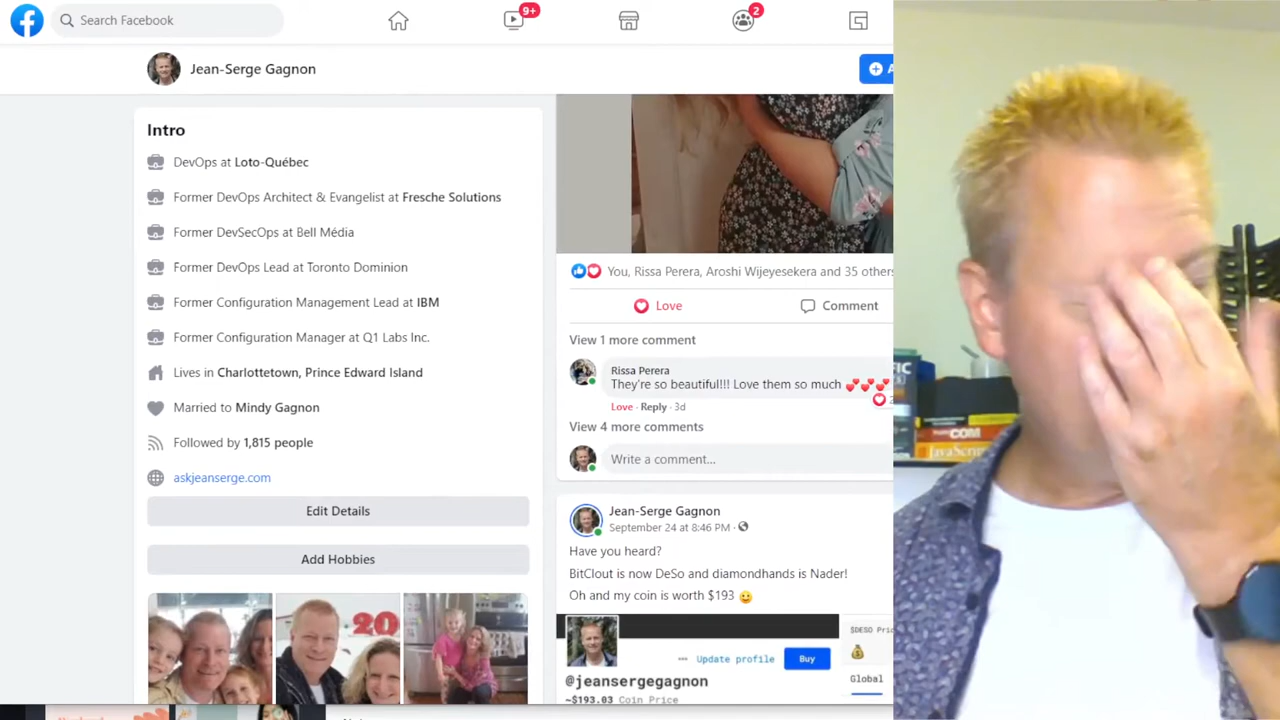 Search Facebook
9+
2
Jean-Serge Gagnon
Intro
DevOps at Loto-Québec
Former DevOps Architect & Evangelist at Fresche Solutions
Former DevSecOps at Bell Média
Former DevOps Lead at Toronto Dominion
Former Configuration Management Lead at IBM
Former Configuration Manager at Q1 Labs Inc.
Lives in Charlottetown, Prince Edward Island
Married to Mindy Gagnon
Followed by 1,815 people
askjeanserge.com
Edit Details
Add Hobbies
20
You, Rissa Perera, Aroshi Wijeyesekera and 35 others
Love
Comment
View 1 more comment
Rissa Perera
They're so beautiful!!! Love them so much 💕💕💕
Love · Reply · 3d
View 4 more comments
Write a comment...
Jean-Serge Gagnon
September 24 at 8:46 PM ·
Have you heard?
BitClout is now DeSo and diamondhands is Nader!
Oh and my coin is worth $193 😉
Update profile
Buy
@jeansergegagnon
~$193.03 Coin Price
$DESO
Global
COM
JavaScri